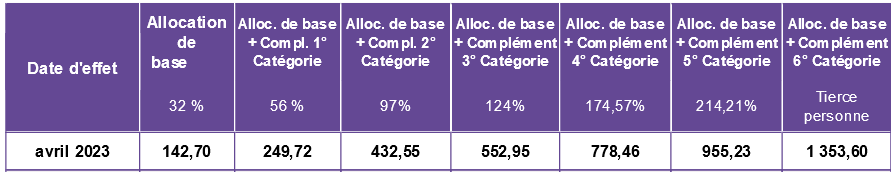 Date d'effet
Allocation
de
base
32 %
Alloc. de base
+ Compl. 1°
Catégorie
56 %
Alloc. de base
+ Compl. 2°
Catégorie
97%
Alloc. de base
+ Complément
3° Catégorie
124%
Alloc. de base
+ Complément
4° Catégorie
174,57%
Alloc. de base
+ Complément
5° Catégorie
214,21%
Alloc. de base
+ Complément
6° Catégorie
Tierce
personne
avril 2023 142,70 249,72 432,55 552,95 778,46 955,23 1 353,60